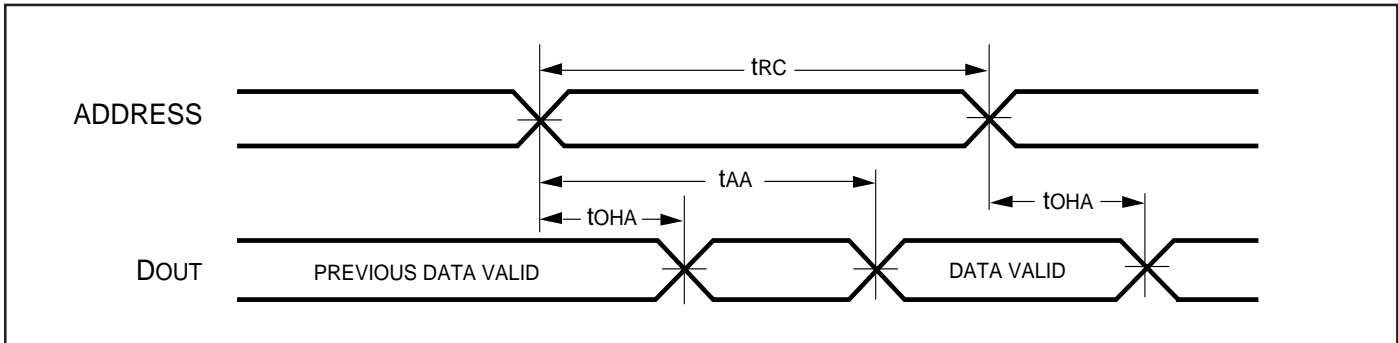 tRC
ADDRESS
tAA
tOHA
tOHA
DOUT
PREVIOUS DATA VALID
DATA VALID